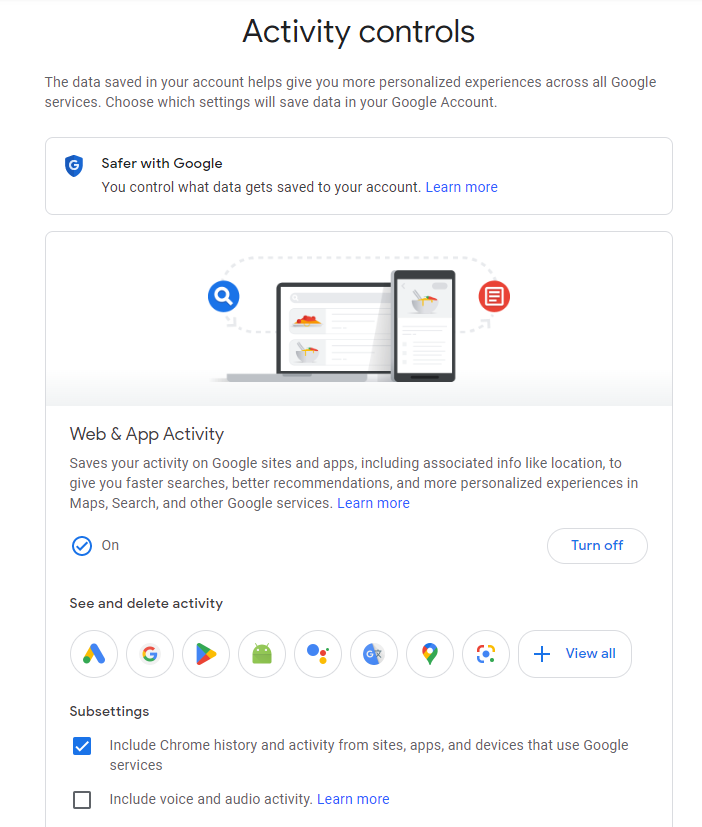 Activity controls
The data saved in your account helps give you more personalized experiences across all Google
services. Choose which settings will save data in your Google Account.
Safer with Google
You control what data gets saved to your account. Learn more
Web & App Activity
Saves your activity on Google sites and apps, including associated info like location, to
give you faster searches, better recommendations, and more personalized experiences in
Maps, Search, and other Google services. Learn more
On
Turn off
See and delete activity
View all
Subsettings
Include Chrome history and activity from sites, apps, and devices that use Google
services
Include voice and audio activity. Learn more